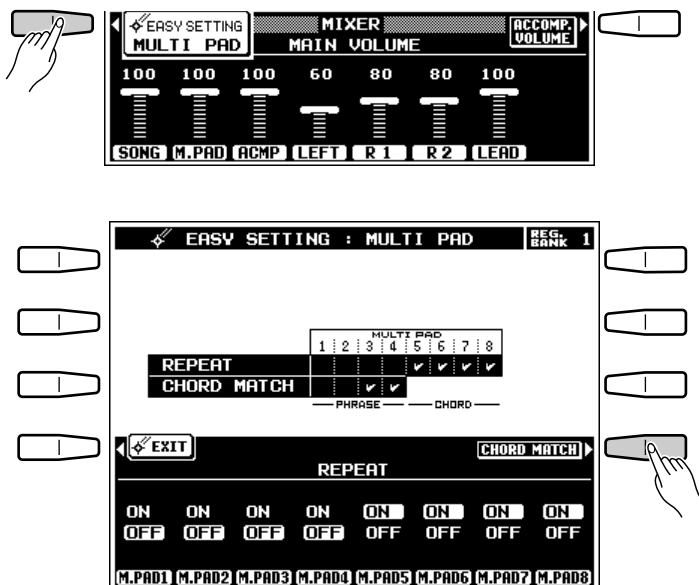 EASY SETTING
MULTI PAD
MIXER
MAIN VOLUME
ACCOMP.
VOLUME
100 100 100 60 80 80 100
SONG M.PAD ACMP LEFT R 1 R 2 LEAD
EASY SETTING : MULTI PAD
REG.
BANK 1
MULTI PAD
1 2 3 4 5 6 7 8
REPEAT ✔ ✔ ✔ ✔
CHORD MATCH ✔ ✔
PHRASE CHORD
EXIT
CHORD MATCH
REPEAT
ON ON ON ON ON ON ON ON
OFF OFF OFF OFF OFF OFF OFF OFF
M.PAD1 M.PAD2 M.PAD3 M.PAD4 M.PAD5 M.PAD6 M.PAD7 M.PAD8